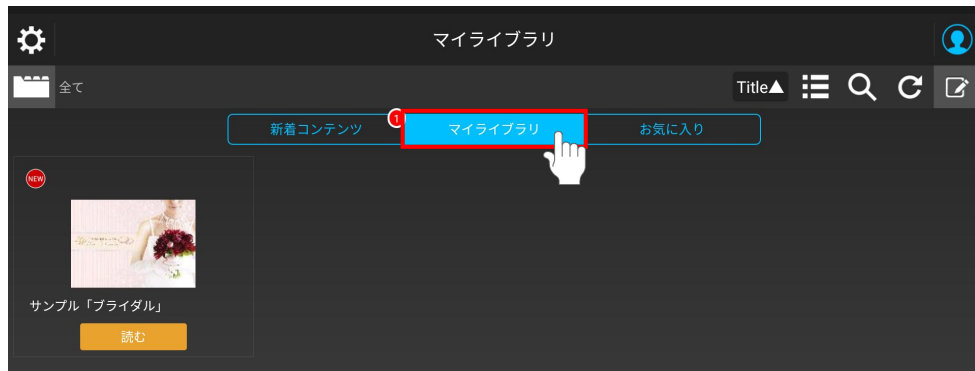 マイライブラリ
全て
Title▲
新着コンテンツ
1
マイライブラリ
お気に入り
NEW
サンプル「ブライダル」
読む